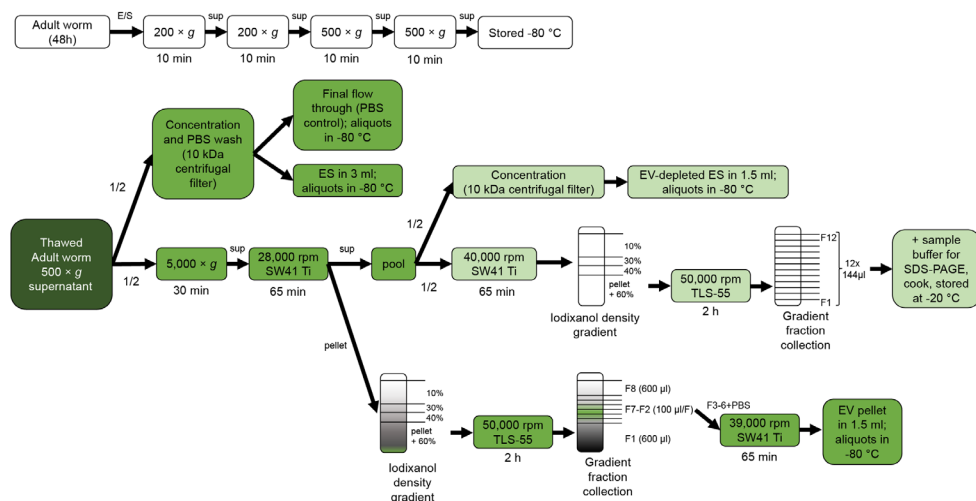 Adult worm
(48h)
E/S
200 × g
10 min
sup
200 × g
10 min
sup
500 × g
10 min
sup
500 × g
10 min
sup
Stored -80 °C
Thawed
Adult worm
500 × g
supernatant
1/2
Concentration
and PBS wash
(10 kDa
centrifugal
filter)
Final flow
through (PBS
control); aliquots
in -80 °C
ES in 3 ml;
aliquots in -80 °C
1/2
5,000 × g
30 min
sup
28,000 rpm
SW41 Ti
65 min
sup
pool
1/2
Concentration
(10 kDa centrifugal filter)
EV-depleted ES in 1.5 ml;
aliquots in -80 °C
1/2
40,000 rpm
SW41 Ti
65 min
10%
30%
40%
pellet
+ 60%
Iodixanol density
gradient
50,000 rpm
TLS-55
2 h
F12
F1
12x
144µl
Gradient
fraction
collection
+ sample
buffer for
SDS-PAGE,
cook, stored
at -20 °C
pellet
10%
30%
40%
pellet
+ 60%
Iodixanol
density
gradient
50,000 rpm
TLS-55
2 h
F8 (600 µl)
F7-F2 (100 µl/F)
F1 (600 µl)
Gradient
fraction
collection
F3-6+PBS
39,000 rpm
SW41 Ti
65 min
EV pellet
in 1.5 ml;
aliquots in
-80 °C